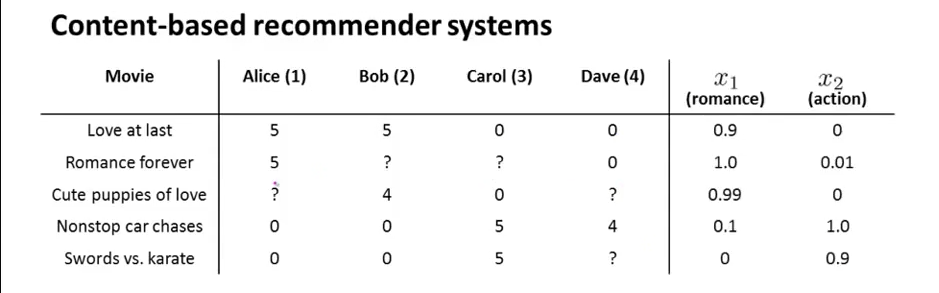 Content-based recommender systems
Movie Alice (1) Bob (2) Carol (3) Dave (4) x1 (romance) x2 (action)
Love at last 5 5 0 0 0.9 0
Romance forever 5 ? ? 0 1.0 0.01
Cute puppies of love ? 4 0 ? 0.99 0
Nonstop car chases 0 0 5 4 0.1 1.0
Swords vs. karate 0 0 5 ? 0 0.9